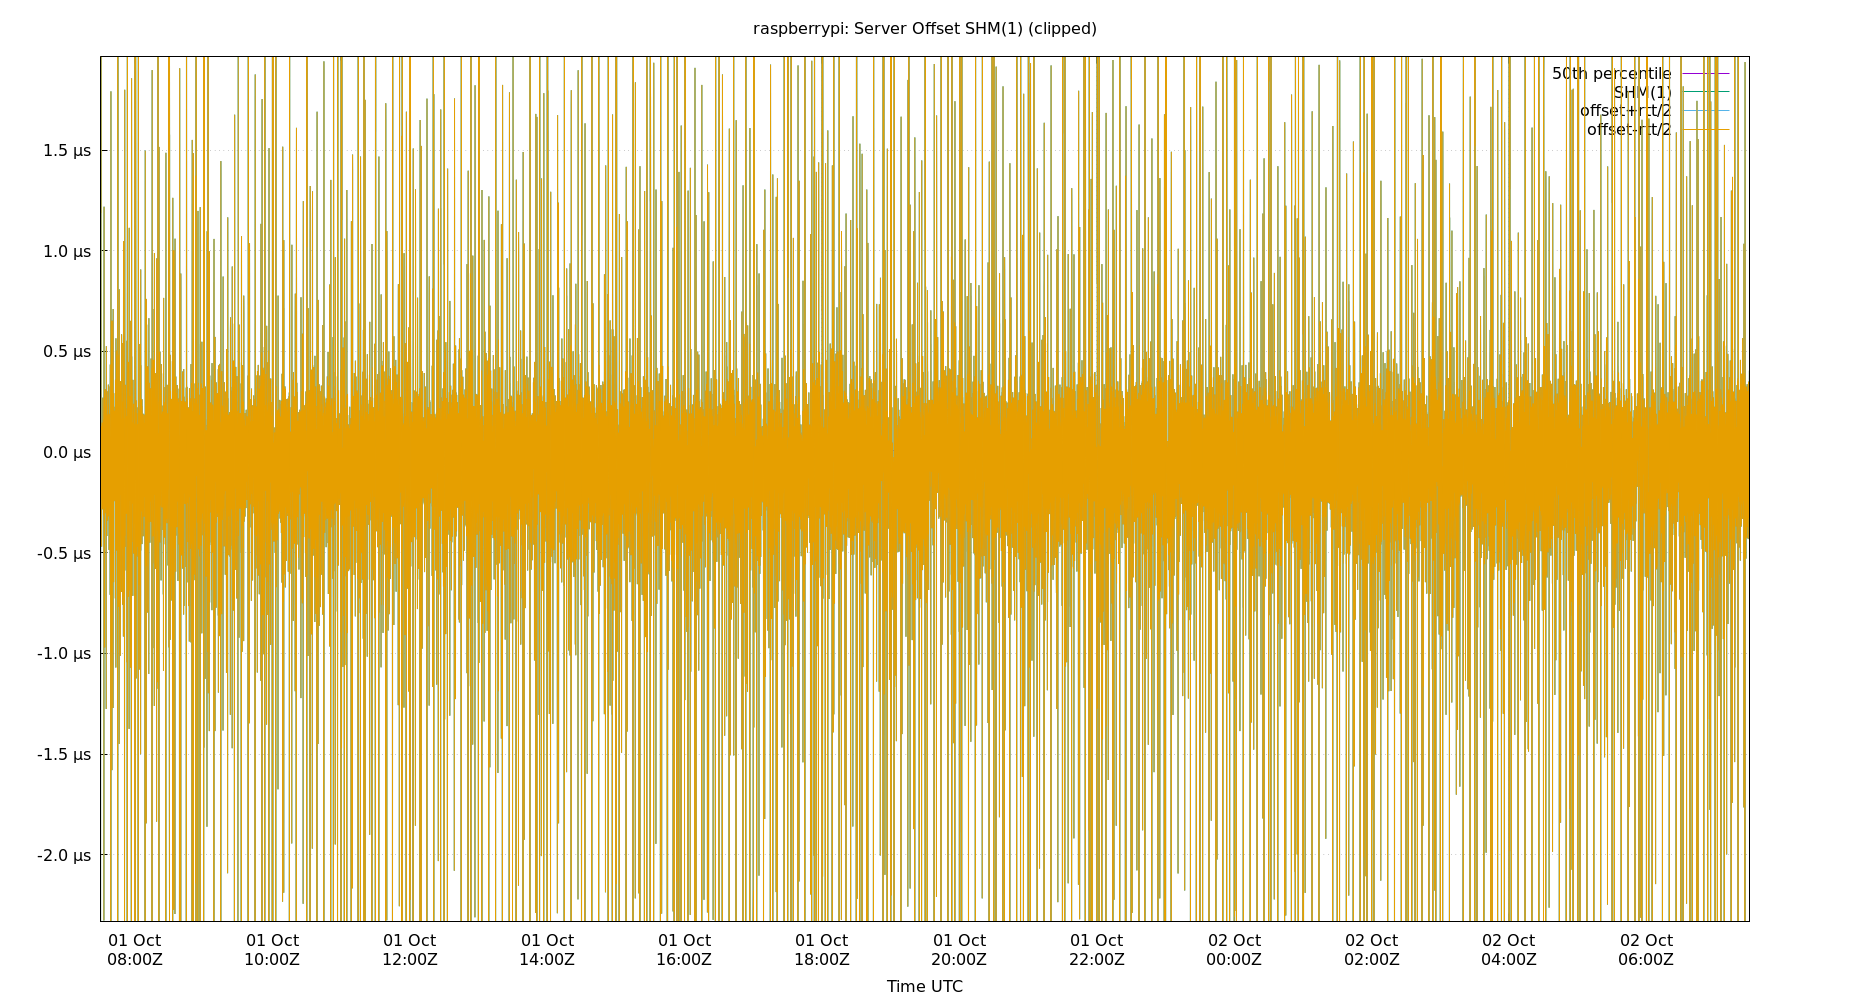 raspberrypi: Server Offset SHM(1) (clipped)
50th percentile
SHM(1)
offset+rtt/2
offset-rtt/2
1.5 µs
1.0 µs
0.5 µs
0.0 µs
-0.5 µs
-1.0 µs
-1.5 µs
-2.0 µs
01 Oct 01 Oct 01 Oct 01 Oct 01 Oct 01 Oct 01 Oct 01 Oct 02 Oct 02 Oct 02 Oct 02 Oct
08:00Z 10:00Z 12:00Z 14:00Z 16:00Z 18:00Z 20:00Z 22:00Z 00:00Z 02:00Z 04:00Z 06:00Z
Time UTC